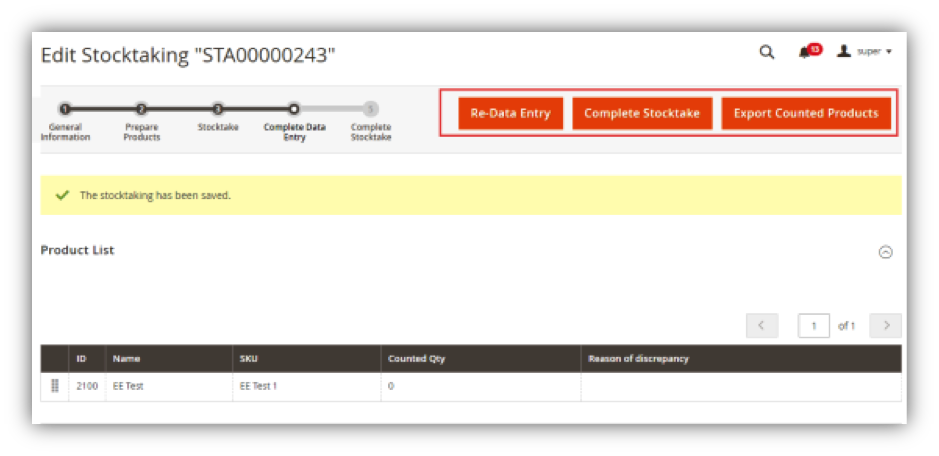 Edit Stocktaking "STA00000243"
13 super
1 2 3 5
General Information
Prepare Products
Stocktake
Complete Data Entry
Complete Stocktake
Re-Data Entry Complete Stocktake Export Counted Products
The stocktaking has been saved.
Product List
1 of 1
ID Name SKU Counted Qty Reason of discrepancy
2100 EE Test EE Test 1 0